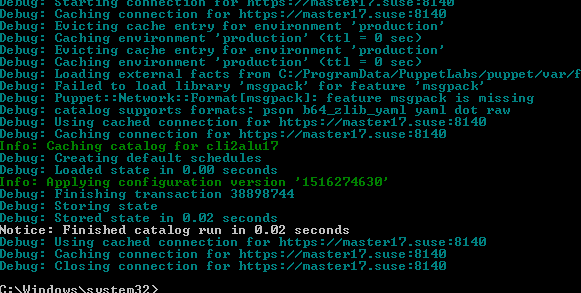 Debug: Starting connection for https://master17.suse:8140
Debug: Caching connection for https://master17.suse:8140
Debug: Evicting cache entry for environment 'production'
Debug: Caching environment 'production' (ttl = 0 sec)
Debug: Evicting cache entry for environment 'production'
Debug: Caching environment 'production' (ttl = 0 sec)
Debug: Loading external facts from C:/ProgramData/PuppetLabs/puppet/var/f
Debug: Failed to load library 'msgpack' for feature 'msgpack'
Debug: Puppet::Network::Format[msgpack]: feature msgpack is missing
Debug: catalog supports formats: pson b64_zlib_yaml yaml dot raw
Debug: Using cached connection for https://master17.suse:8140
Debug: Caching connection for https://master17.suse:8140
Info: Caching catalog for cli2alu17
Debug: Creating default schedules
Debug: Loaded state in 0.00 seconds
Info: Applying configuration version '1516274630'
Debug: Finishing transaction 38898744
Debug: Storing state
Debug: Stored state in 0.02 seconds
Notice: Finished catalog run in 0.02 seconds
Debug: Using cached connection for https://master17.suse:8140
Debug: Caching connection for https://master17.suse:8140
Debug: Closing connection for https://master17.suse:8140
C:\Windows\system32>